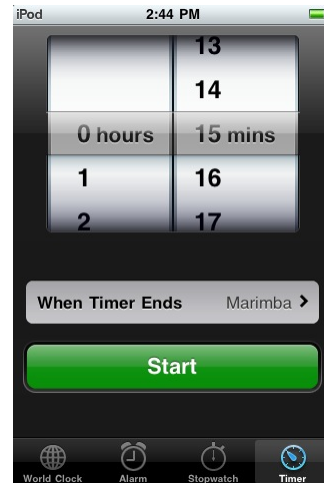 iPod 2:44 PM
13
14
0 hours 15 mins
1 16
2 17
When Timer Ends Marimba
Start
World Clock Alarm Stopwatch Timer